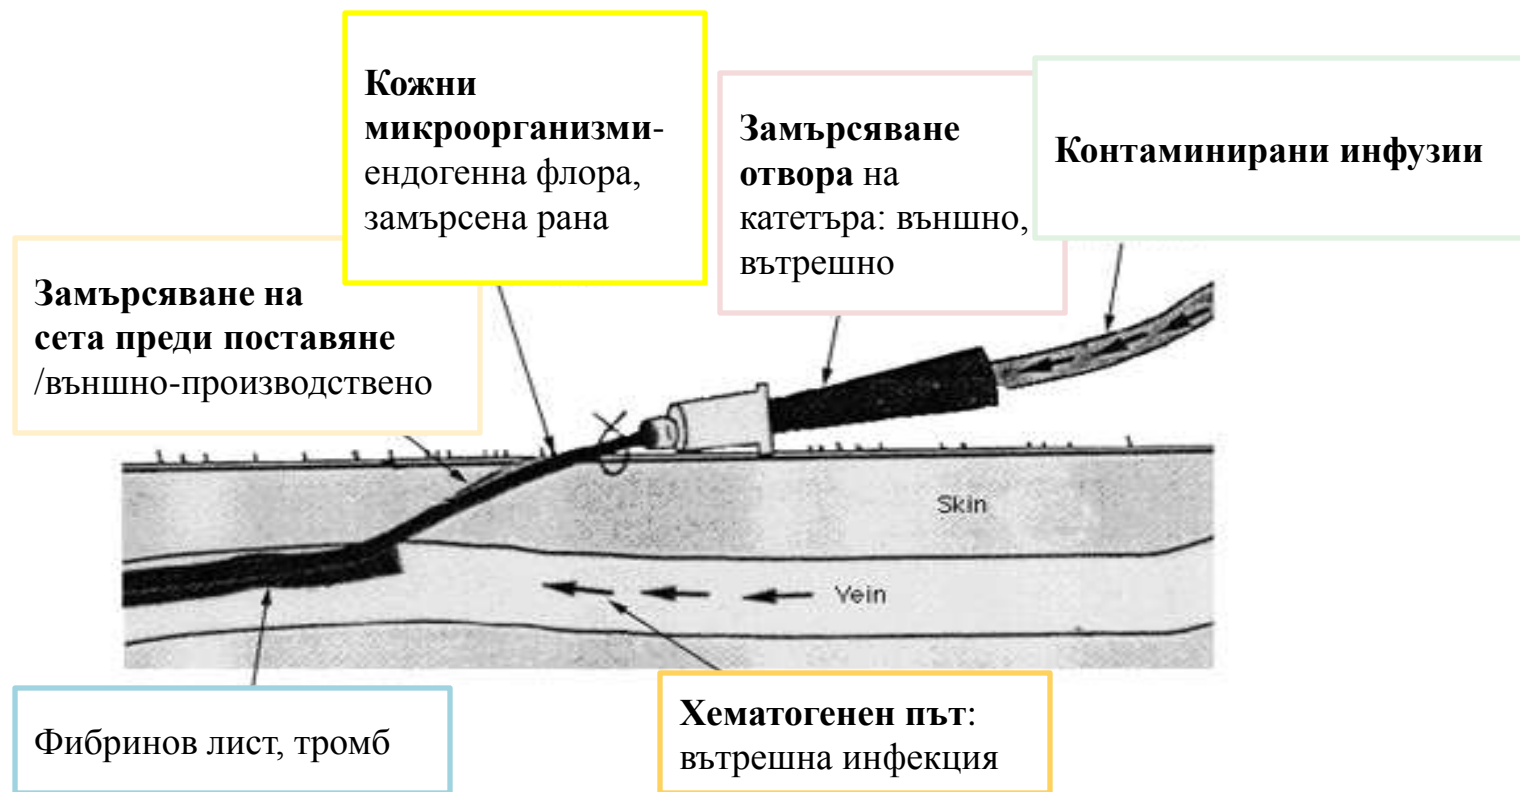 Кожни
микроорганизми-
ендогенна флора,
замърсена рана
Замърсяване
отвора на
катетъра: външно,
вътрешно
Контаминирани инфузии
Замърсяване на
сета преди поставяне
/външно-производствено
Skin
Vein
Фибринов лист, тромб
Хематогенен път:
вътрешна инфекция